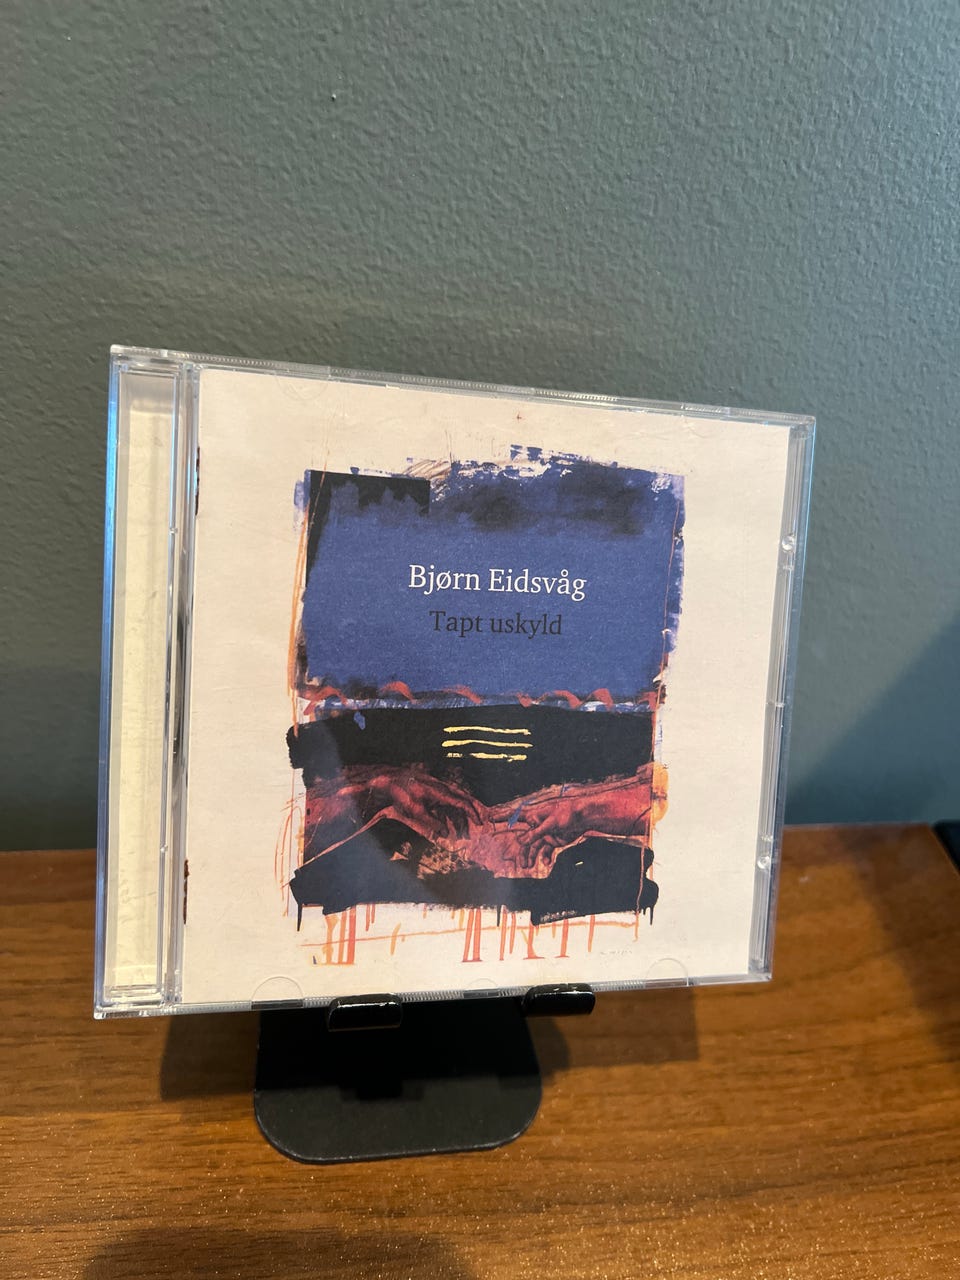 Bjørn Eidsvåg
Tapt uskyld